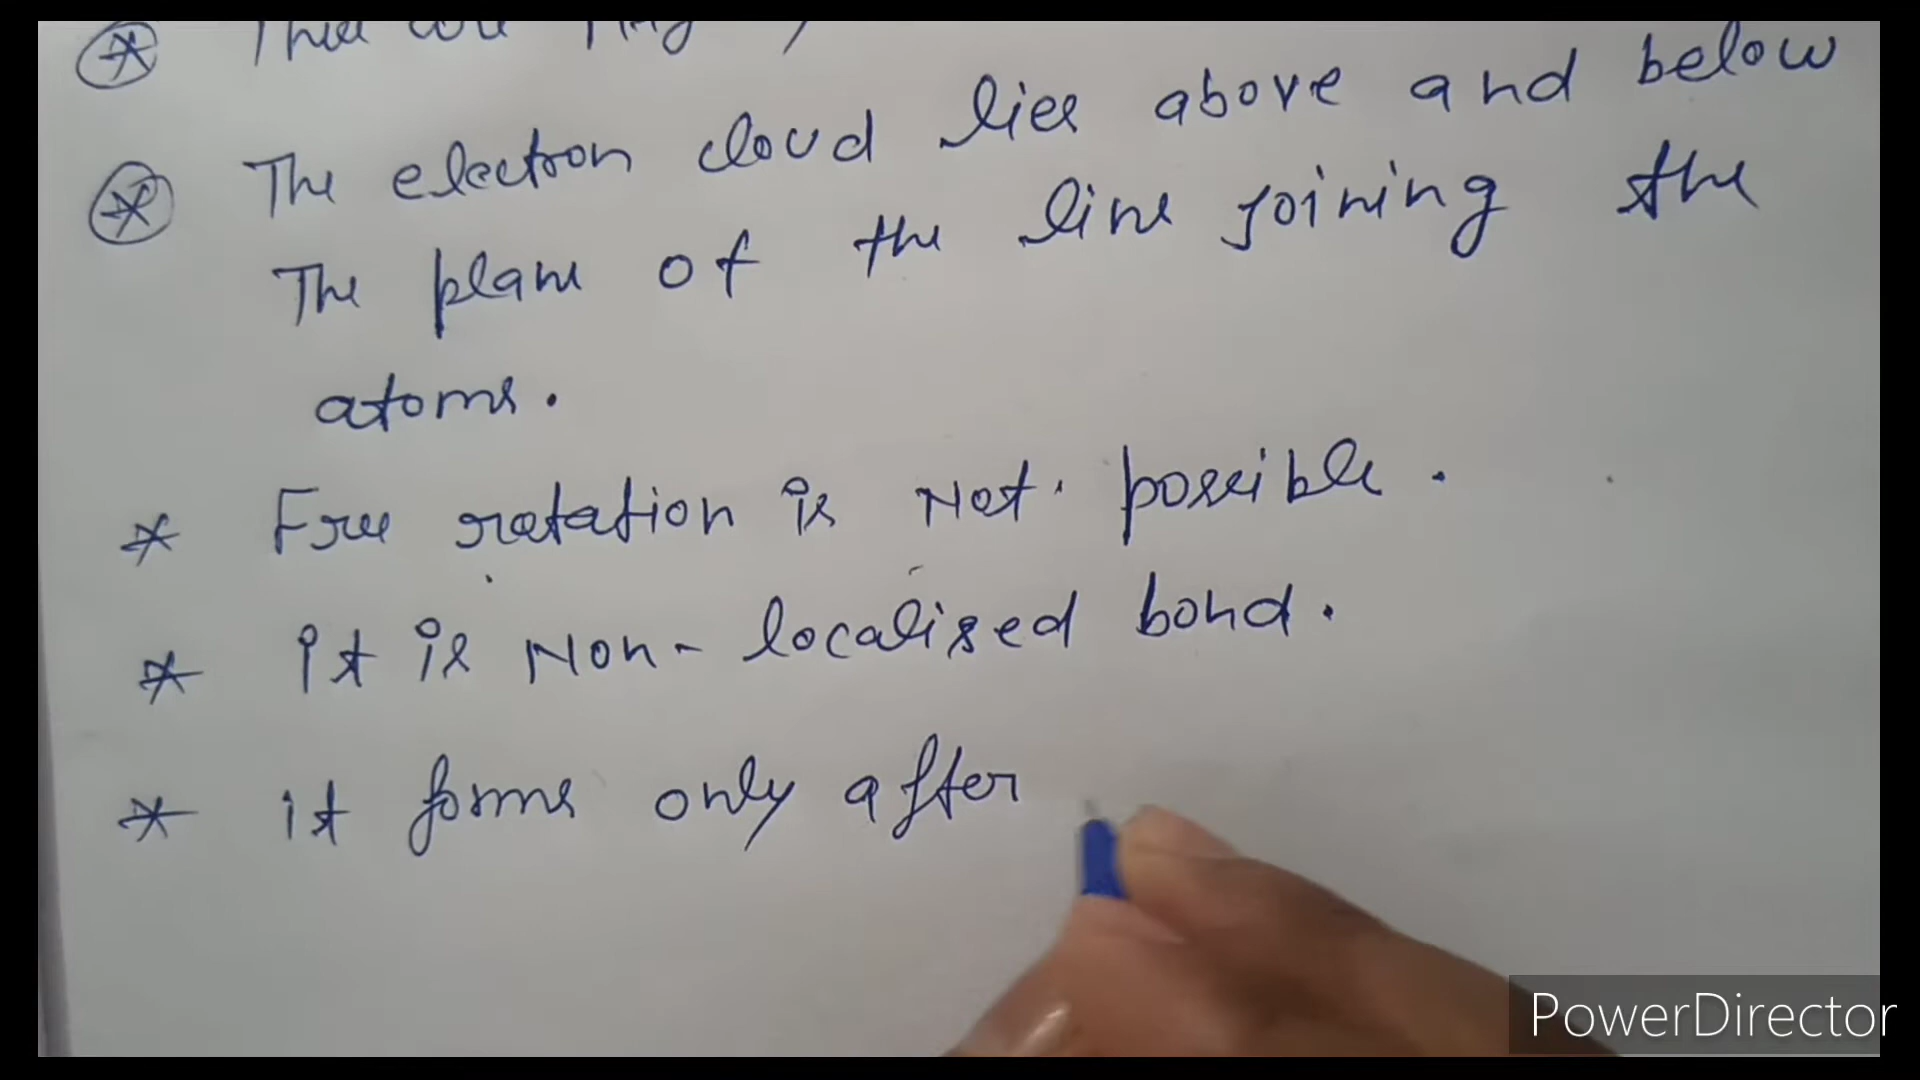 The electron cloud lies above and below
The plane of the line joining the
atoms.
* Free rotation is Not possible.
* it is Non-localized bond.
* it forms only after
PowerDirector